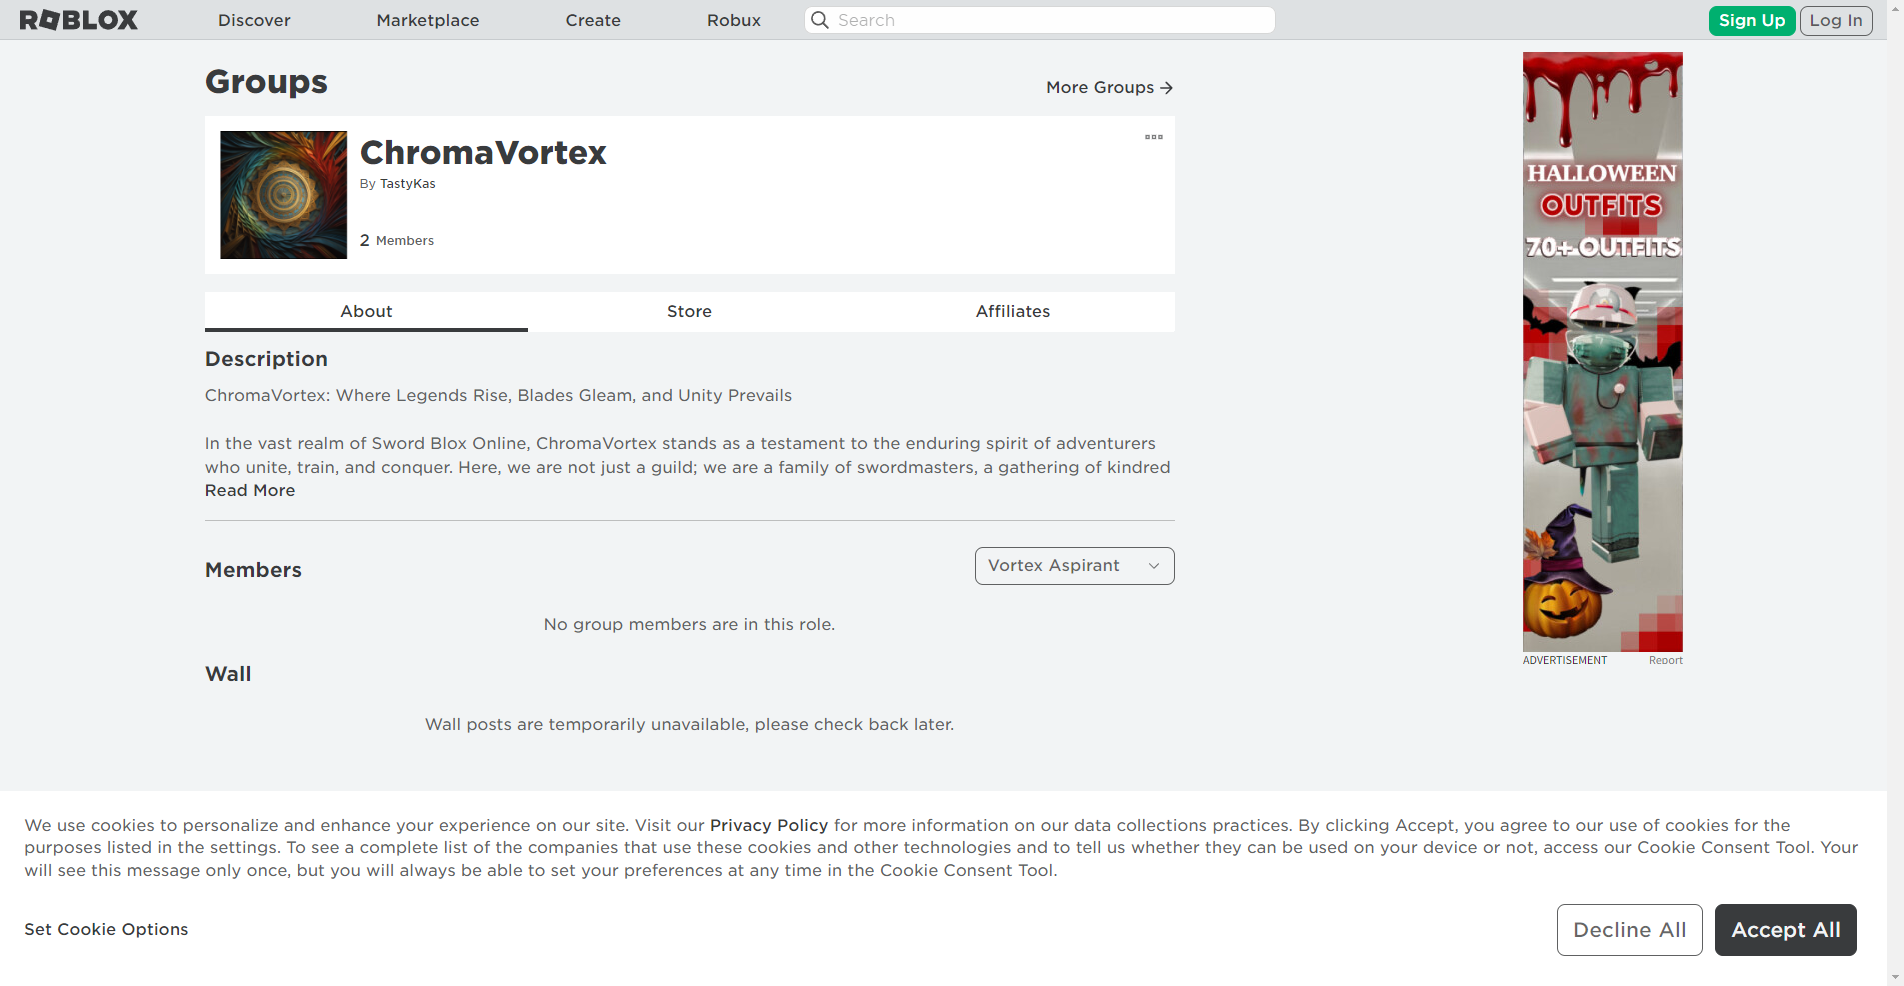 ROBLOX
Discover
Marketplace
Create
Robux
Search
Sign Up
Log In
Groups
More Groups
ChromaVortex
By TastyKas
2 Members
About
Store
Affiliates
Description
ChromaVortex: Where Legends Rise, Blades Gleam, and Unity Prevails
In the vast realm of Sword Blox Online, ChromaVortex stands as a testament to the enduring spirit of adventurers
who unite, train, and conquer. Here, we are not just a guild; we are a family of swordmasters, a gathering of kindred
Read More
Members
Vortex Aspirant
No group members are in this role.
Wall
Wall posts are temporarily unavailable, please check back later.
HALLOWEEN
OUTFITS
70+ OUTFITS
ADVERTISEMENT
Report
We use cookies to personalize and enhance your experience on our site. Visit our Privacy Policy for more information on our data collections practices. By clicking Accept, you agree to our use of cookies for the
purposes listed in the settings. To see a complete list of the companies that use these cookies and other technologies and to tell us whether they can be used on your device or not, access our Cookie Consent Tool. Your
will see this message only once, but you will always be able to set your preferences at any time in the Cookie Consent Tool.
Set Cookie Options
Decline All
Accept All